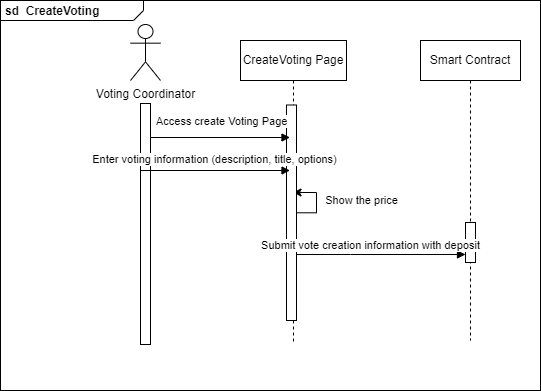 sd CreateVoting
Voting Coordinator
CreateVoting Page
Smart Contract
Access create Voting Page
Enter voting information (description, title, options)
Show the price
Submit vote creation information with deposit